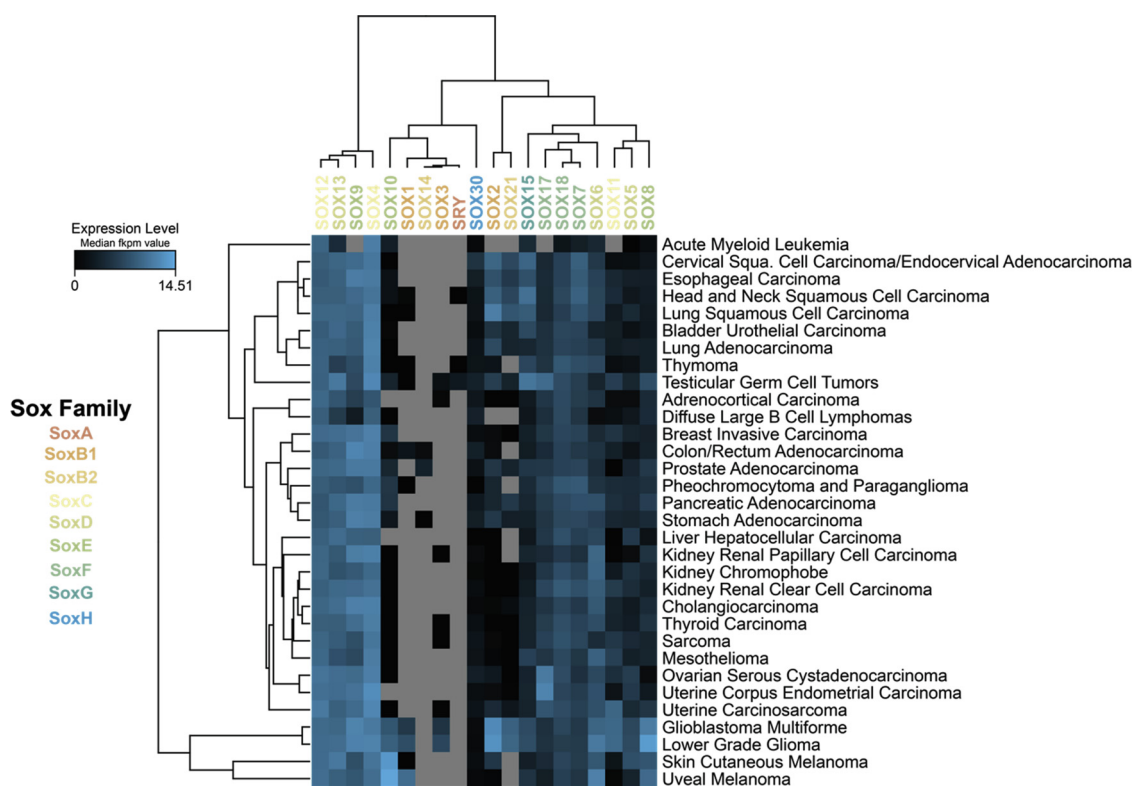 SOX12
SOX13
SOX9
SOX4
SOX10
SOX1
SOX14
SOX3
SRY
SOX30
SOX2
SOX21
SOX15
SOX17
SOX18
SOX7
SOX6
SOX11
SOX5
SOX8
Expression Level
Median fkpm value
0 14.51
Acute Myeloid Leukemia
Cervical Squa. Cell Carcinoma/Endocervical Adenocarcinoma
Esophageal Carcinoma
Head and Neck Squamous Cell Carcinoma
Lung Squamous Cell Carcinoma
Bladder Urothelial Carcinoma
Lung Adenocarcinoma
Thymoma
Testicular Germ Cell Tumors
Adrenocortical Carcinoma
Diffuse Large B Cell Lymphomas
Breast Invasive Carcinoma
Colon/Rectum Adenocarcinoma
Prostate Adenocarcinoma
Pheochromocytoma and Paraganglioma
Pancreatic Adenocarcinoma
Stomach Adenocarcinoma
Liver Hepatocellular Carcinoma
Kidney Renal Papillary Cell Carcinoma
Kidney Chromophobe
Kidney Renal Clear Cell Carcinoma
Cholangiocarcinoma
Thyroid Carcinoma
Sarcoma
Mesothelioma
Ovarian Serous Cystadenocarcinoma
Uterine Corpus Endometrial Carcinoma
Uterine Carcinosarcoma
Glioblastoma Multiforme
Lower Grade Glioma
Skin Cutaneous Melanoma
Uveal Melanoma
Sox Family
SoxA
SoxB1
SoxB2
SoxC
SoxD
SoxE
SoxF
SoxG
SoxH